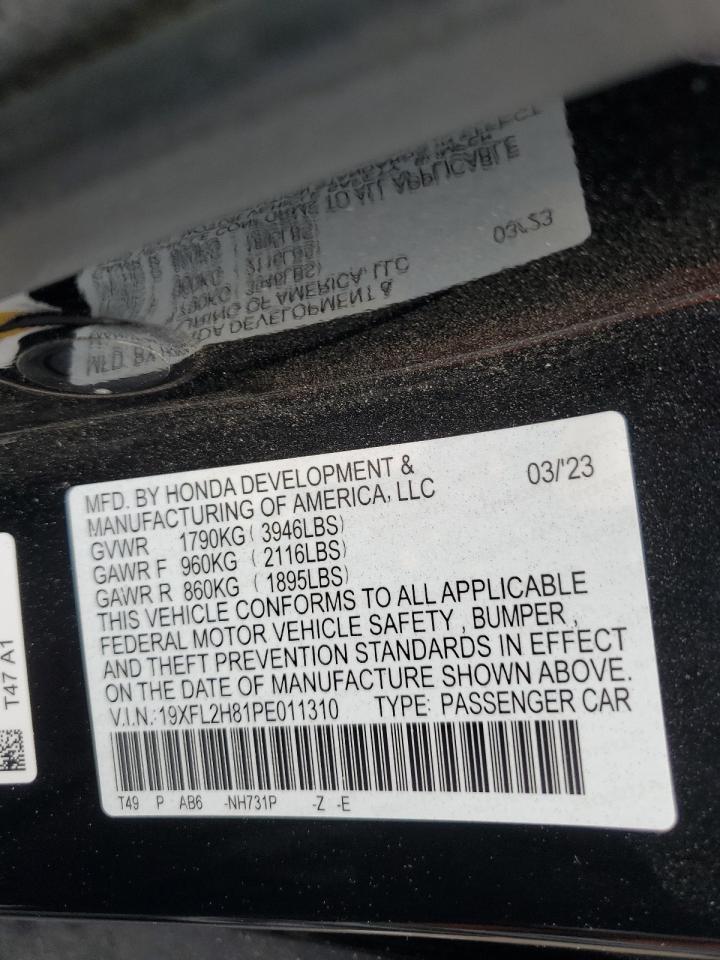 MFD. BY HONDA DEVELOPMENT & 03/'23
MANUFACTURING OF AMERICA, LLC
GVWR 1790KG ( 3946LBS)
GAWR F 960KG ( 2116LBS)
GAWR R 860KG ( 1895LBS)
THIS VEHICLE CONFORMS TO ALL APPLICABLE
FEDERAL MOTOR VEHICLE SAFETY , BUMPER ,
AND THEFT PREVENTION STANDARDS IN EFFECT
ON THE DATE OF MANUFACTURE SHOWN ABOVE.
V.I.N.: 19XFL2H81PE011310 TYPE: PASSENGER CAR
T49 P AB6 -NH731P -Z -E
T47 A1